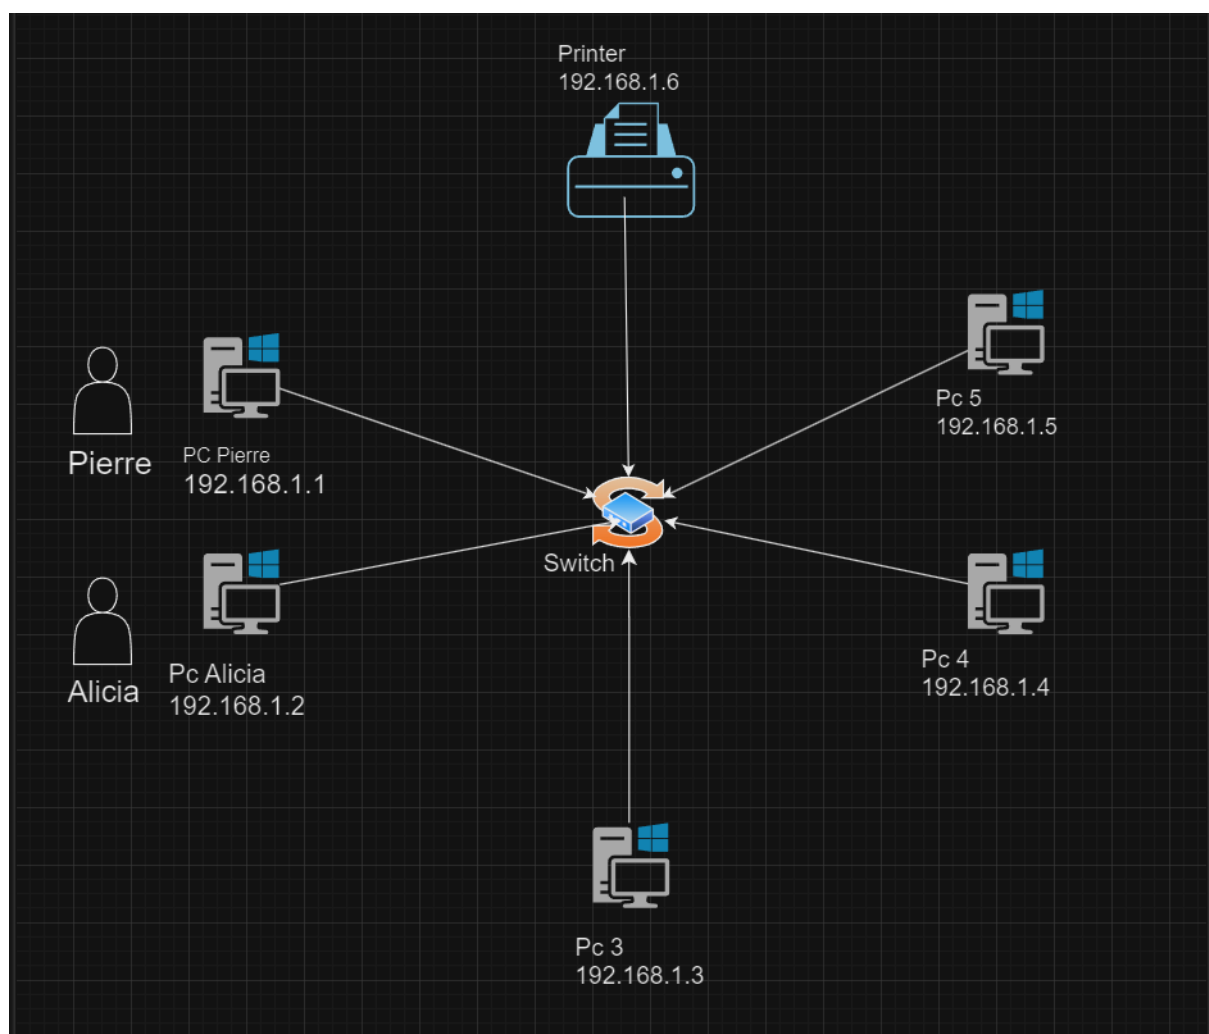 Printer
192.168.1.6
Pc 5
192.168.1.5
Pierre
PC Pierre
192.168.1.1
Switch
Alicia
Pc Alicia
192.168.1.2
Pc 4
192.168.1.4
Pc 3
192.168.1.3